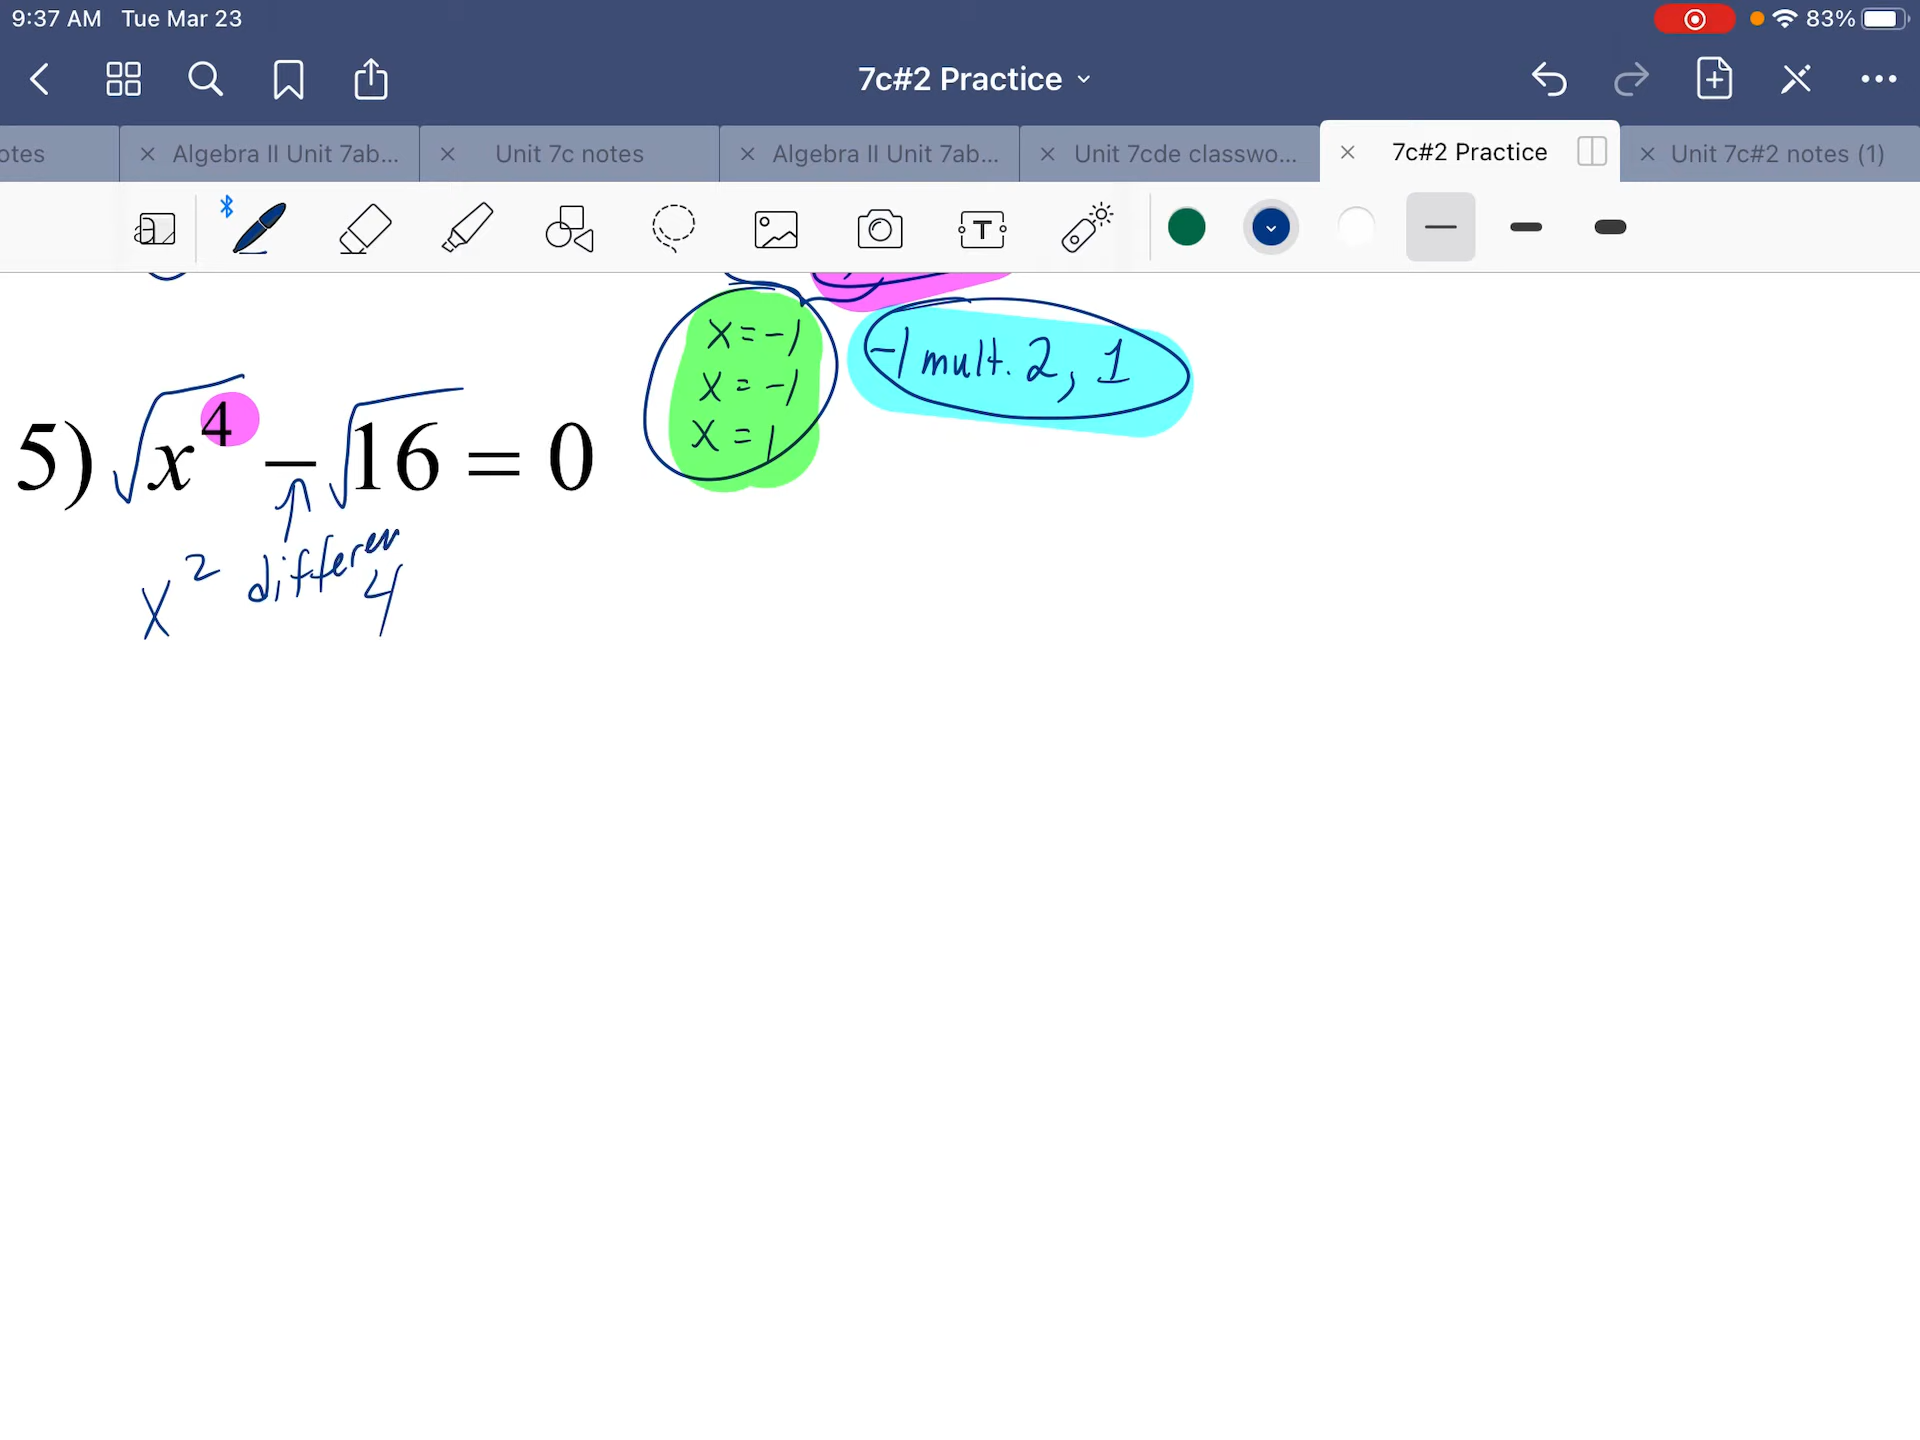 9:37 AM Tue Mar 23 83%
7c#2 Practice
otes Algebra II Unit 7ab... Unit 7c notes Algebra II Unit 7ab... Unit 7cde classwo... 7c#2 Practice Unit 7c#2 notes (1)
x = -1
x = -1
x = 1
-1 mult. 2, 1
5) √x⁴ - √16 = 0
x² differen 4